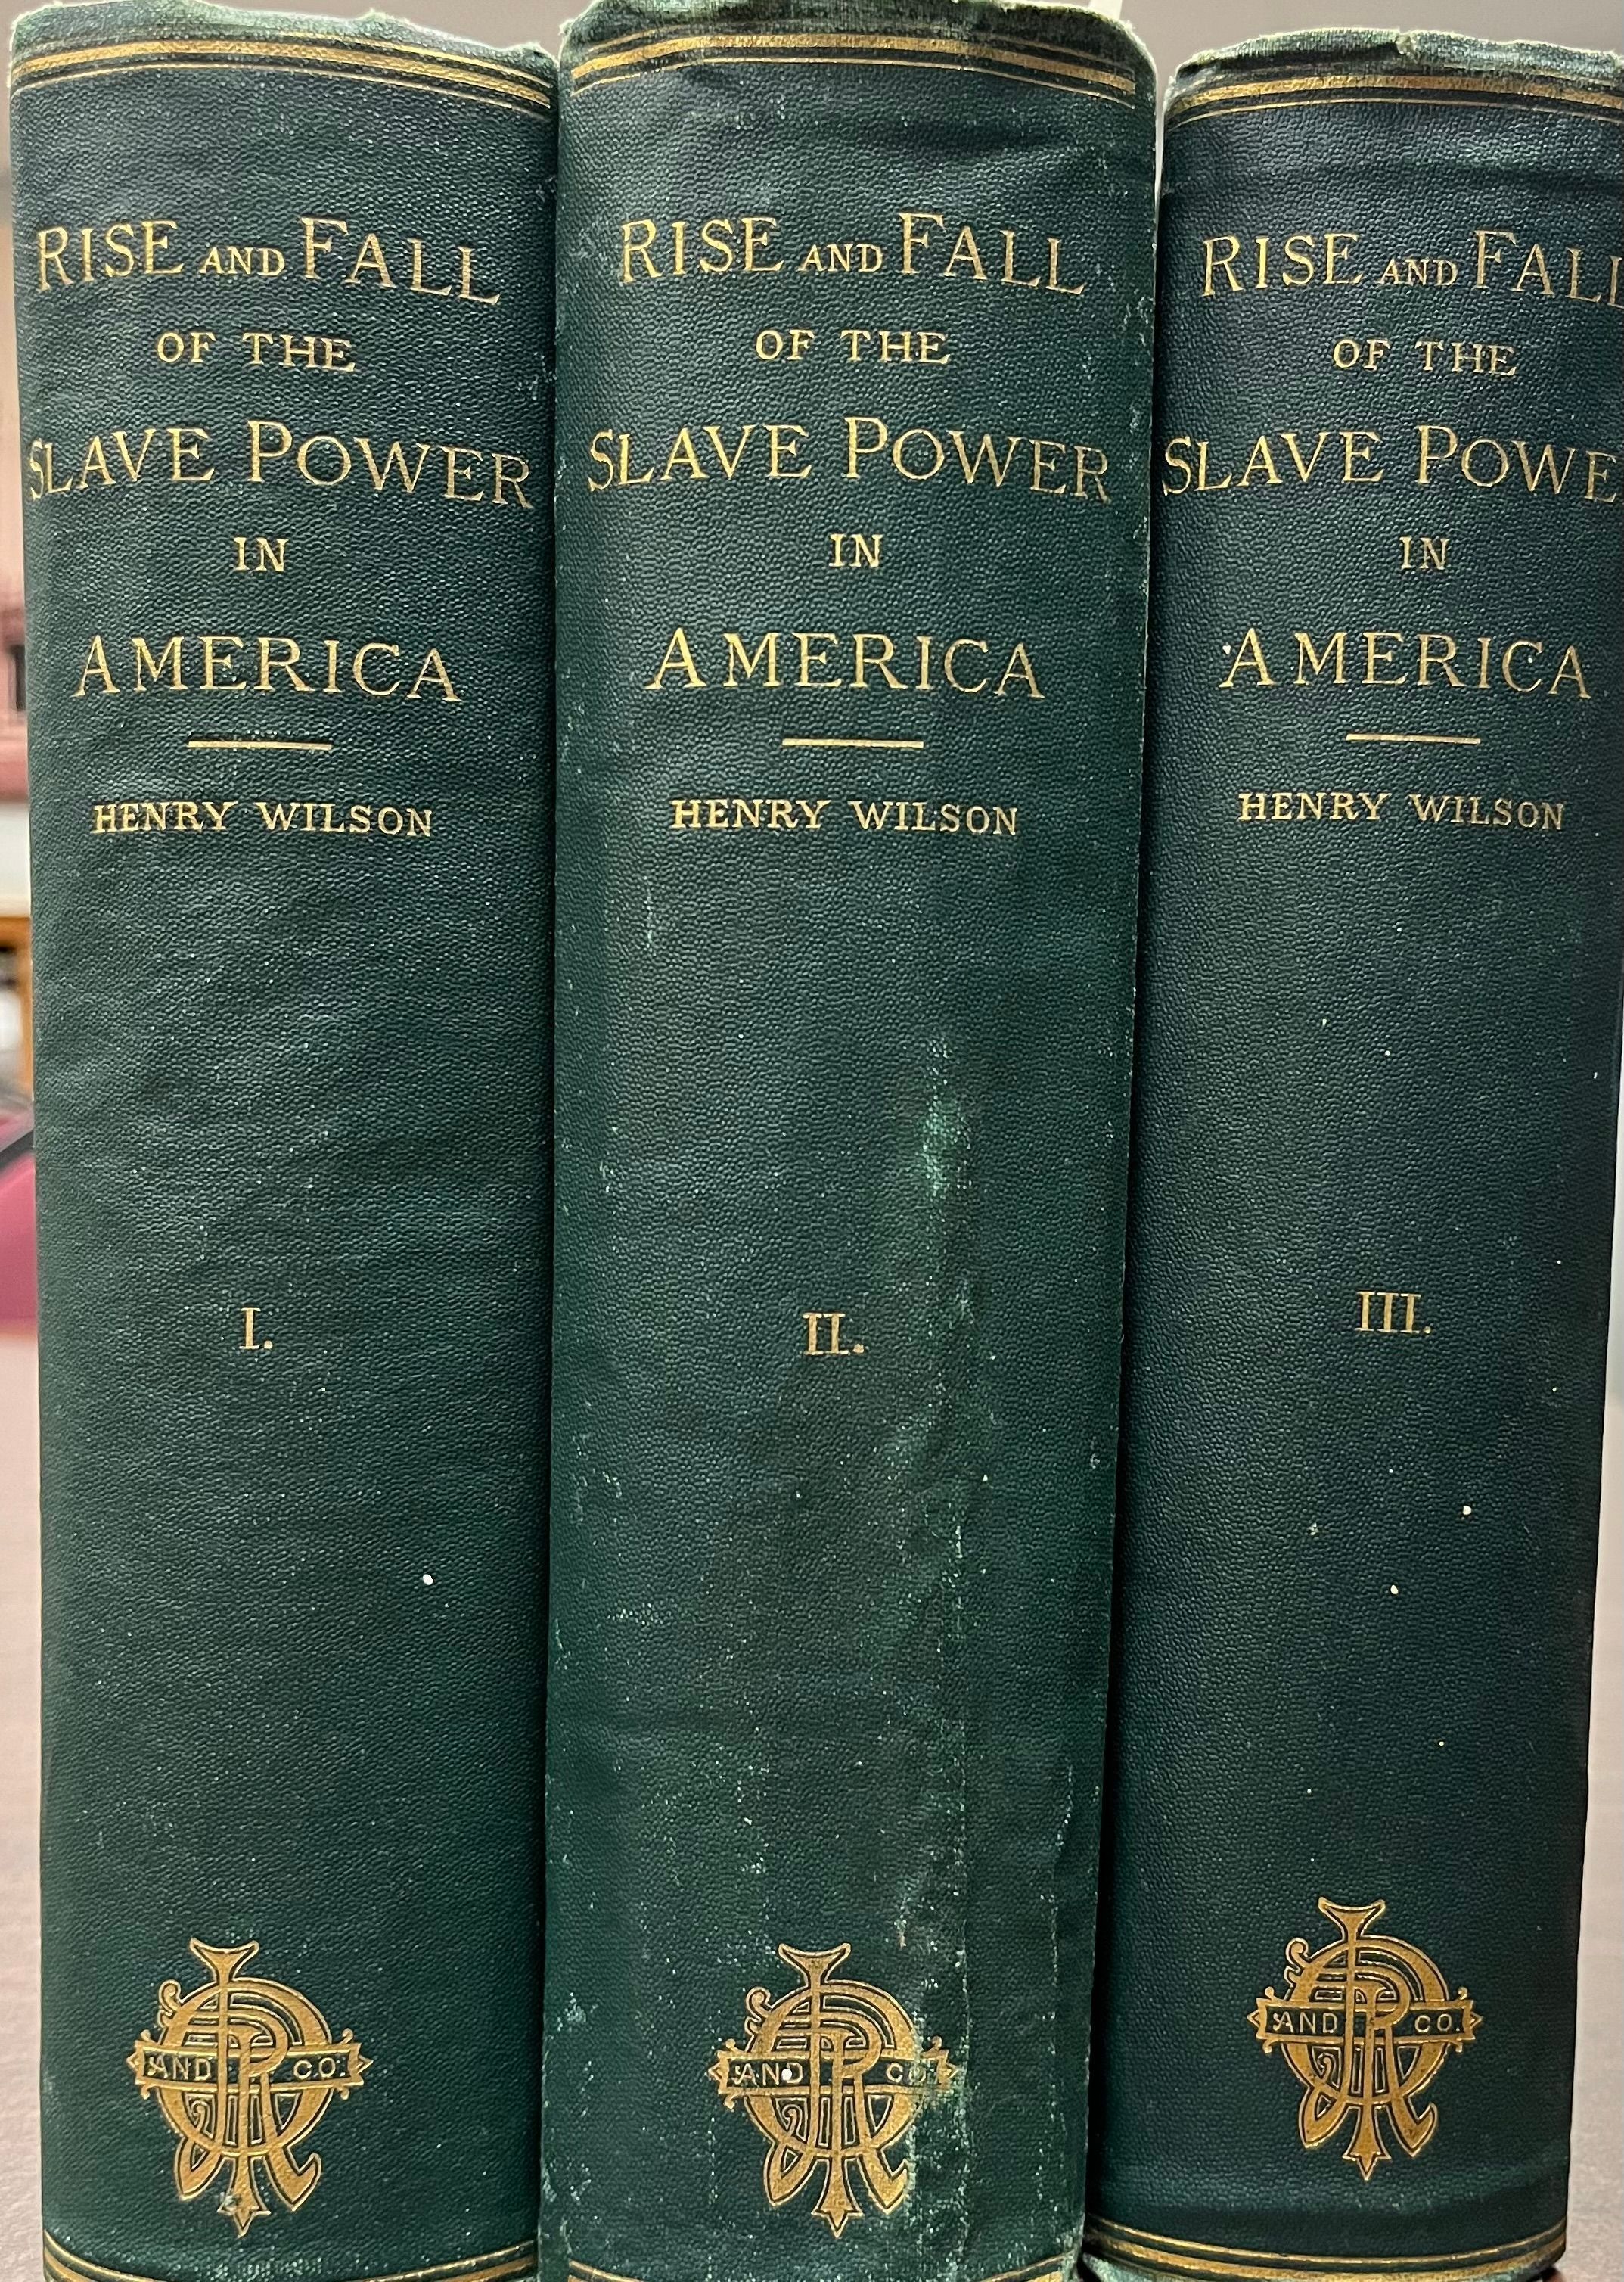 RISE AND FALL
OF THE
SLAVE POWER
IN
AMERICA
HENRY WILSON
I.
AND CO.
RISE AND FALL
OF THE
SLAVE POWER
IN
AMERICA
HENRY WILSON
II.
AND CO.
RISE AND FALL
OF THE
SLAVE POWE
IN
AMERICA
HENRY WILSON
III.
AND CO.